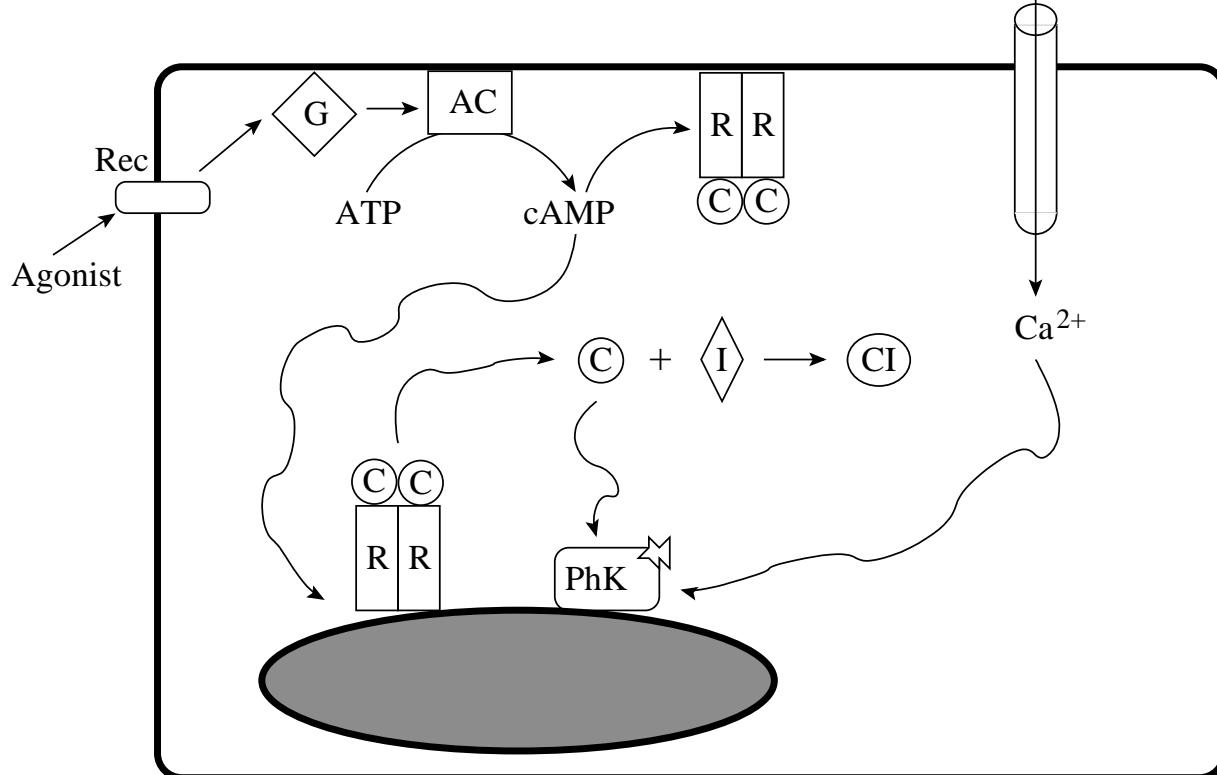 G
AC
R R
Rec
C C
ATP
cAMP
Agonist
Ca²⁺
C + I CI
C C
R R
PhK